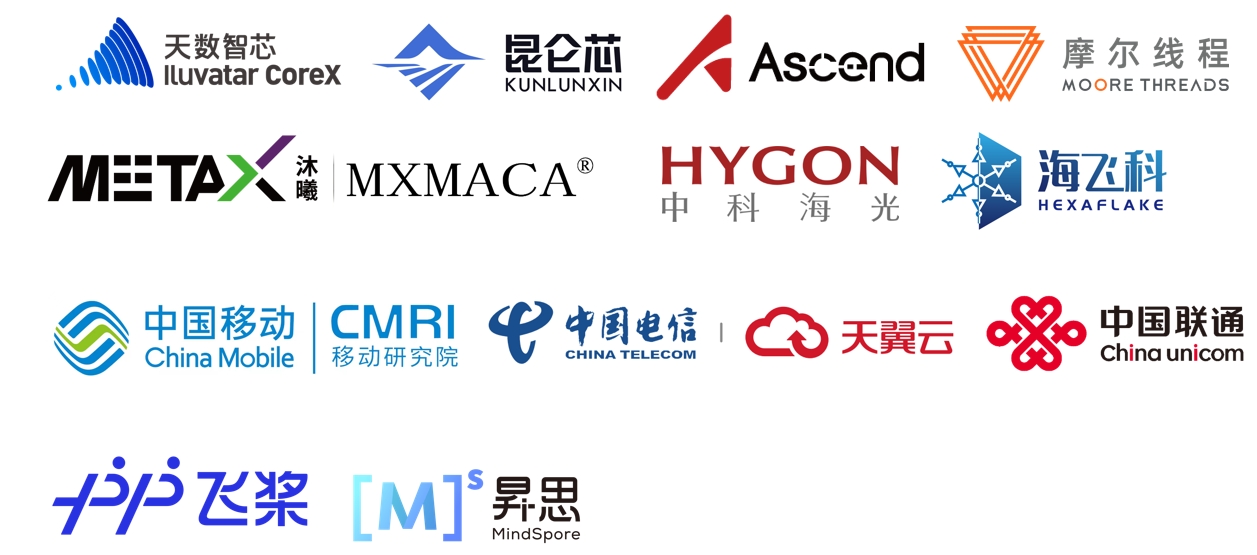 天数智芯
Iluvatar CoreX
昆仑芯
KUNLUNXIN
Ascend
摩尔线程
MOORE THREADS
METAX
沐曦
MXMACA®
HYGON
中科海光
海飞科
HEXAFLAKE
中国移动
China Mobile
CMRI
移动研究院
中国电信
CHINA TELECOM
天翼云
中国联通
China unicom
飞桨
[M]s
昇思
MindSpore